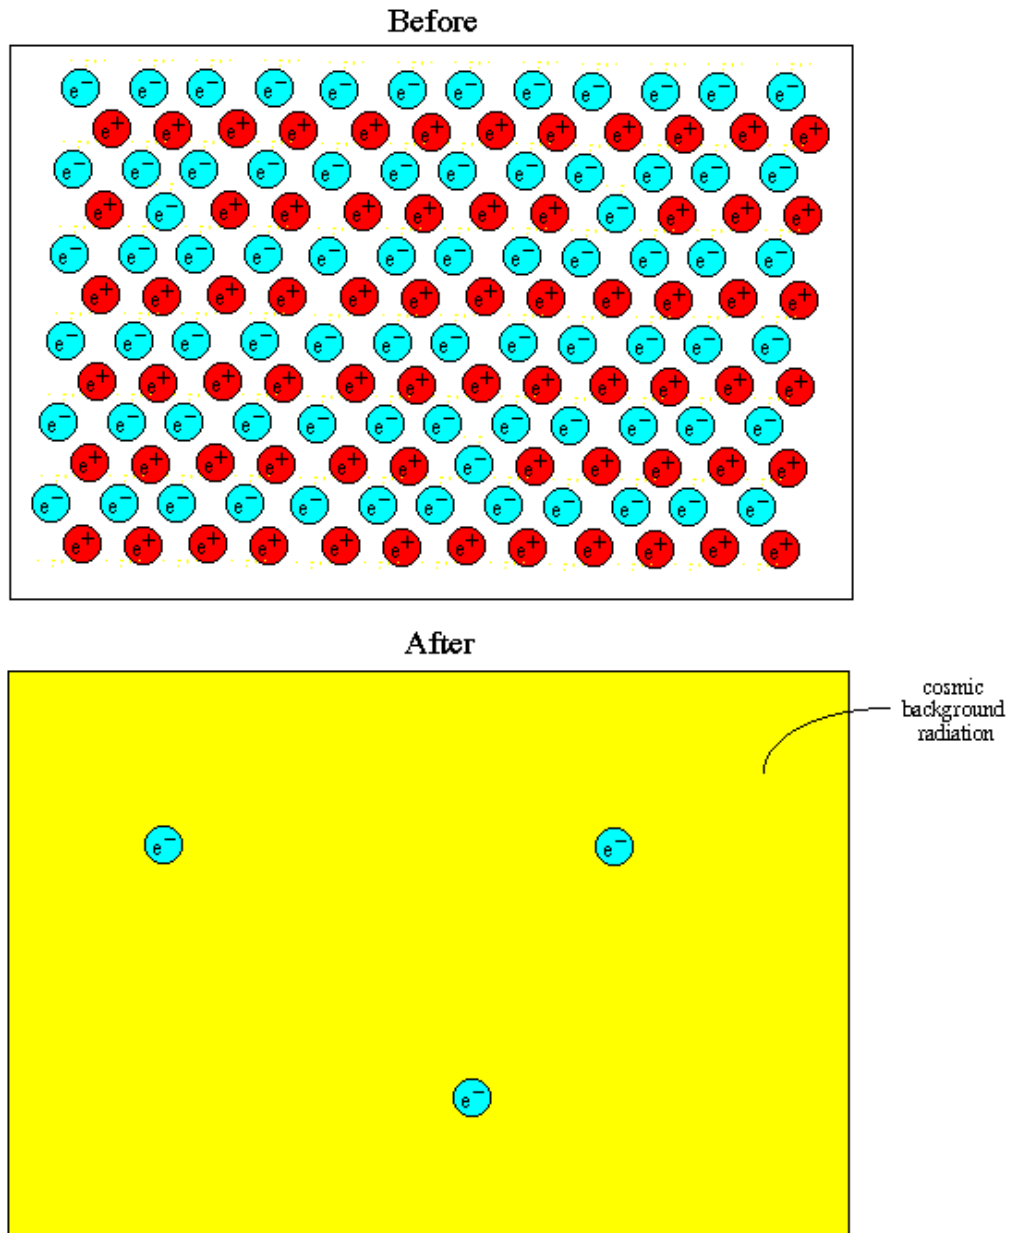 Before
e− e− e− e− e− e− e− e− e− e− e− e−
e+ e+ e+ e+ e+ e+ e+ e+ e+ e+ e+ e+
e− e− e− e− e− e− e− e− e− e− e− e−
e+ e− e+ e+ e+ e+ e+ e+ e− e+ e+ e+
e− e− e− e− e− e− e− e− e− e− e− e−
e+ e+ e+ e+ e+ e+ e+ e+ e+ e+ e+ e+
e− e− e− e− e− e− e− e− e− e− e− e−
e+ e+ e+ e+ e+ e+ e+ e+ e+ e+ e+ e+
e− e− e− e− e− e− e− e− e− e− e− e−
e+ e+ e+ e+ e+ e+ e− e+ e+ e+ e+ e+
e− e− e− e− e− e− e− e− e− e− e− e−
e+ e+ e+ e+ e+ e+ e+ e+ e+ e+ e+ e+
After
cosmic
background
radiation
e− e−
e−